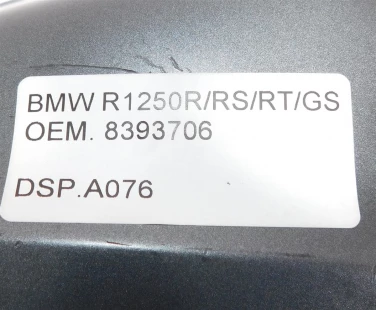 BMW R1250R/RS/RT/GS
OEM. 8393706
DSP.A076